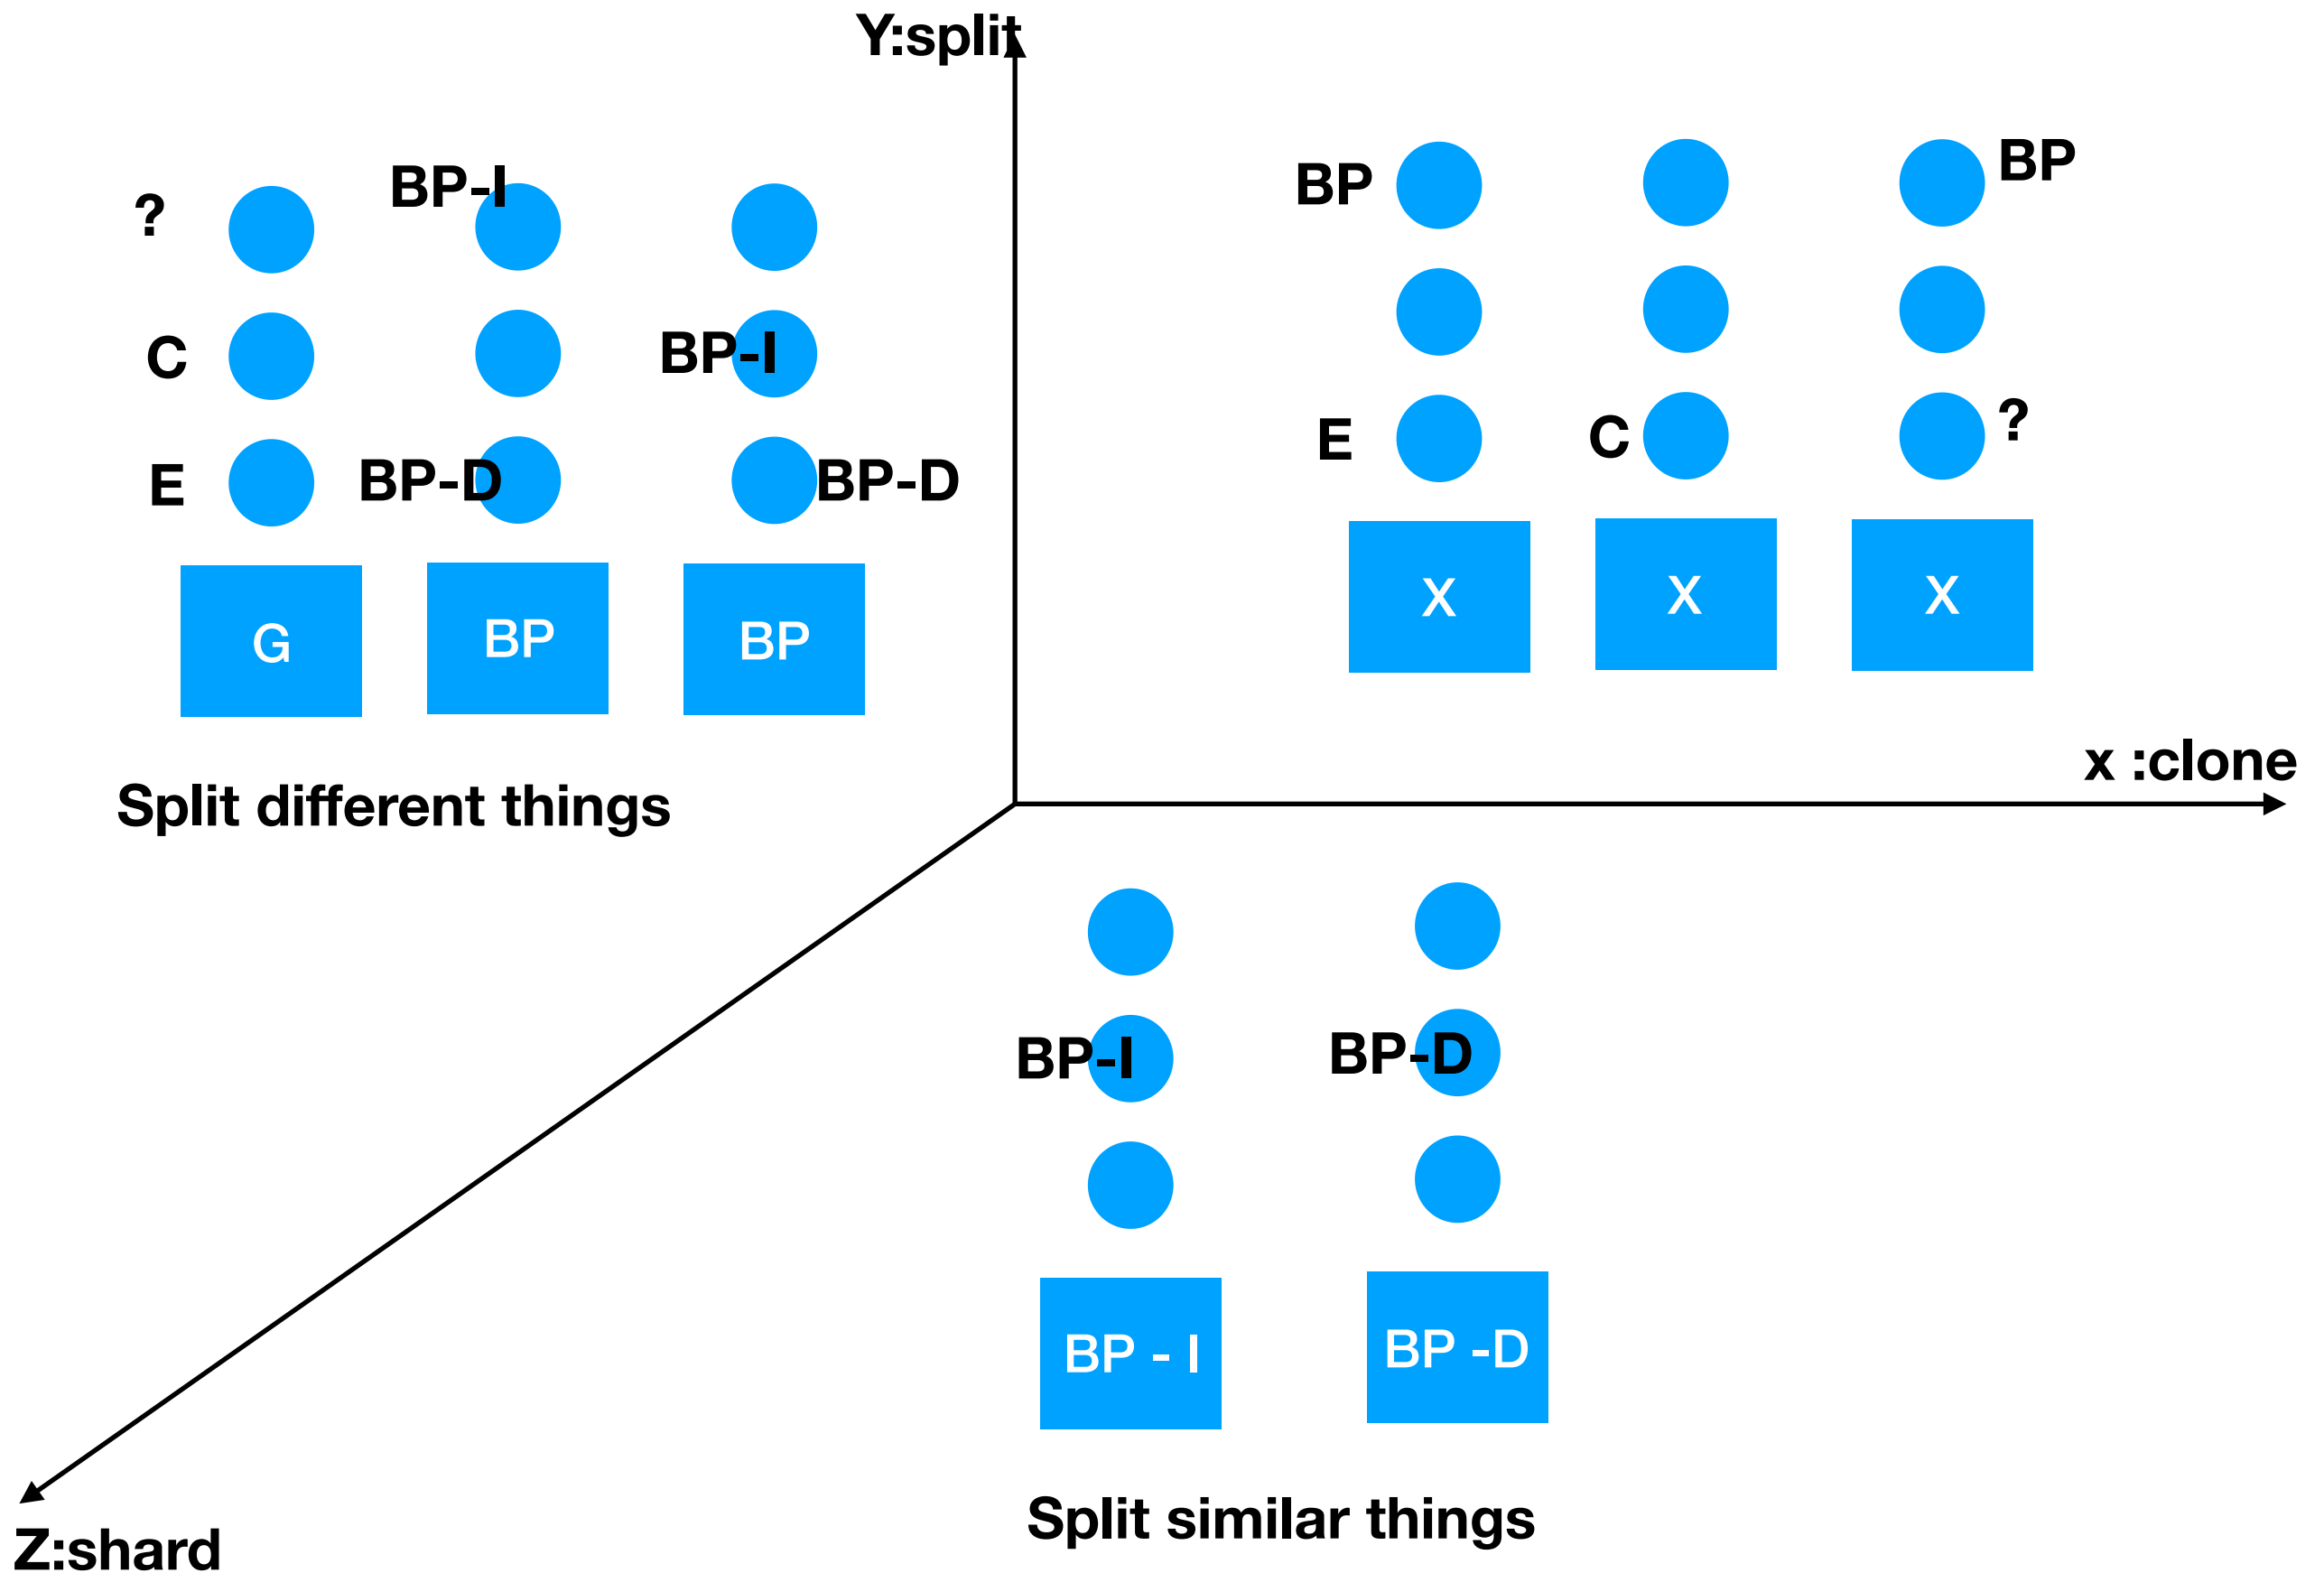 Y:split
BP
BP
BP-I
?
C
BP-I
E
C
?
E
BP-D
BP-D
X
X
X
G
BP
BP
x :clone
Split different things
BP-I
BP-D
BP - I
BP -D
Split similar things
Z:shard